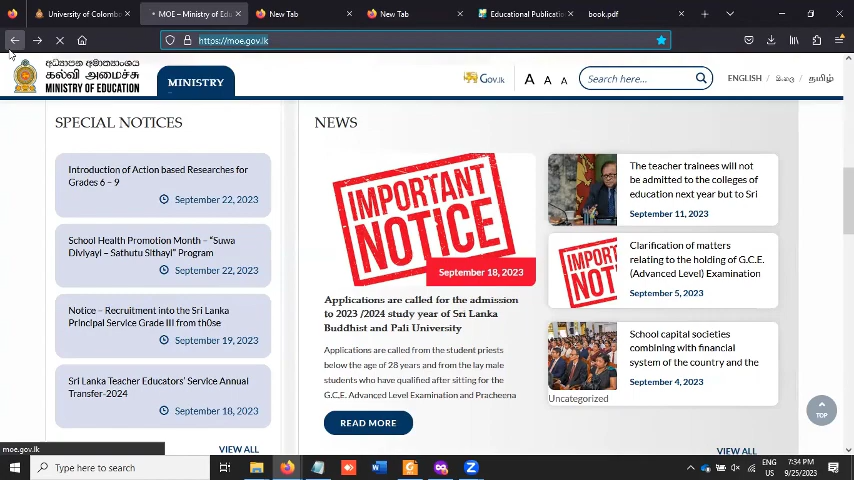 University of Colombo
MOE – Ministry of Edu
New Tab
New Tab
Educational Publicatio
book.pdf
https://moe.gov.lk
අධ්‍යාපන අමාත්‍යාංශය
கல்வி அமைச்சு
MINISTRY OF EDUCATION
MINISTRY
Gov.lk
A A A
Search here...
ENGLISH / සිංහල / தமிழ்
SPECIAL NOTICES
Introduction of Action based Researches for
Grades 6 – 9
September 22, 2023
School Health Promotion Month – “Suwa
Diviyayi – Sathutu Sithayi” Program
September 22, 2023
Notice – Recruitment into the Sri Lanka
Principal Service Grade III from th0se
September 19, 2023
Sri Lanka Teacher Educators’ Service Annual
Transfer-2024
September 18, 2023
VIEW ALL
NEWS
IMPORTANT
NOTICE
September 18, 2023
Applications are called for the admission
to 2023 /2024 study year of Sri Lanka
Buddhist and Pali University
Applications are called from the student priests
below the age of 28 years and from the lay male
students who have qualified after sitting for the
G.C.E. Advanced Level Examination and Pracheena
READ MORE
The teacher trainees will not
be admitted to the colleges of
education next year but to Sri
September 11, 2023
IMPORTANT
NOTICE
Clarification of matters
relating to the holding of G.C.E.
(Advanced Level) Examination
September 5, 2023
School capital societies
combining with financial
system of the country and the
September 4, 2023
Uncategorized
VIEW ALL
TOP
moe.gov.lk
Type here to search
ENG
US
7:34 PM
9/25/2023